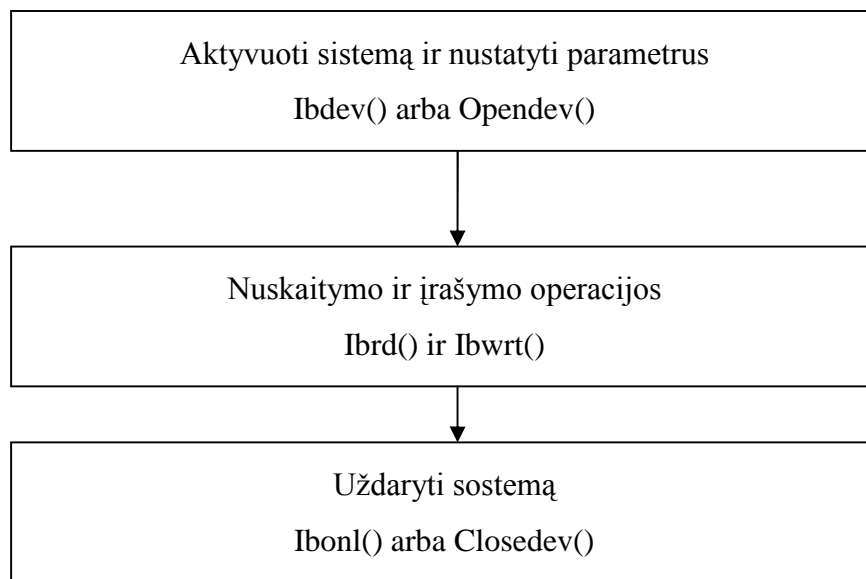 Aktyvuoti sistemą ir nustatyti parametrus
Ibdev() arba Opendev()
Nuskaitymo ir įrašymo operacijos
Ibrd() ir Ibwrt()
Uždaryti sostemą
Ibonl() arba Closedev()